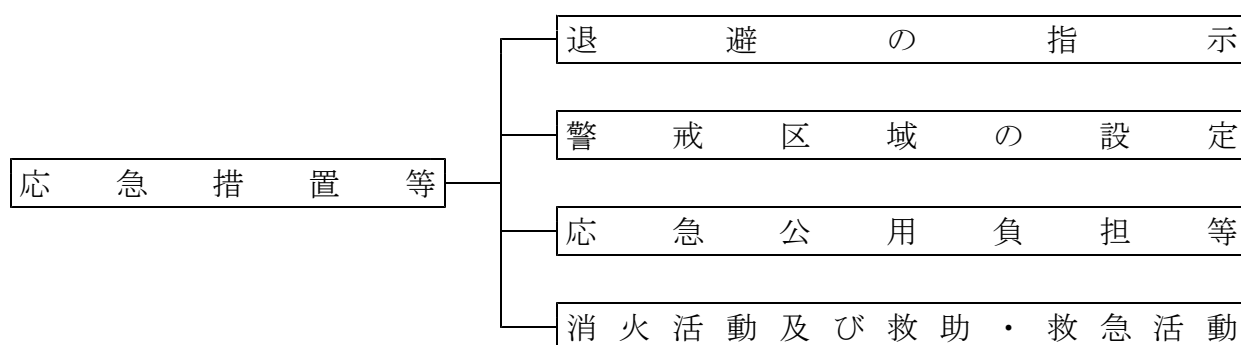 応急措置等
退避の指示
警戒区域の設定
応急公用負担等
消火活動及び救助・救急活動